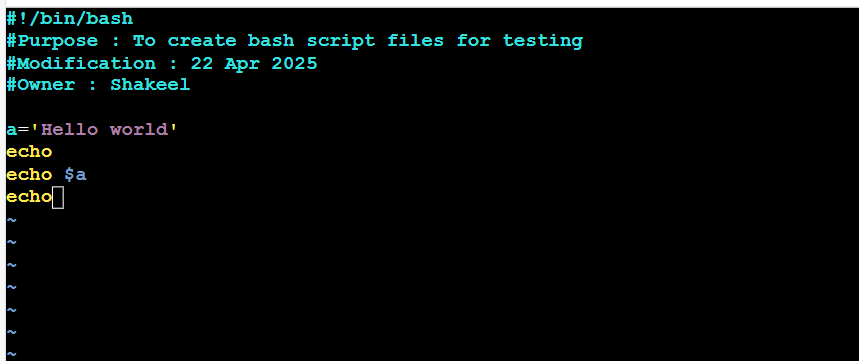 #!/bin/bash
#Purpose : To create bash script files for testing
#Modification : 22 Apr 2025
#Owner : Shakeel

a='Hello world'
echo
echo $a
echo
~
~
~
~
~
~
~